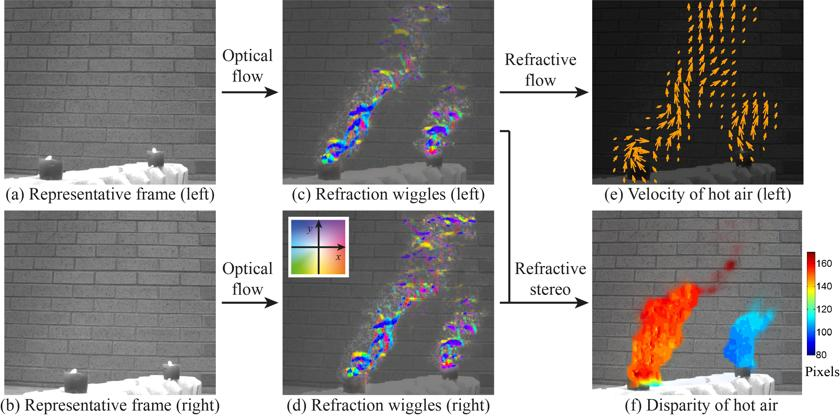 (a) Representative frame (left)
Optical
flow
(c) Refraction wiggles (left)
Refractive
flow
(e) Velocity of hot air (left)
(b) Representative frame (right)
Optical
flow
y
x
(d) Refraction wiggles (right)
Refractive
stereo
160
140
120
100
80
Pixels
(f) Disparity of hot air